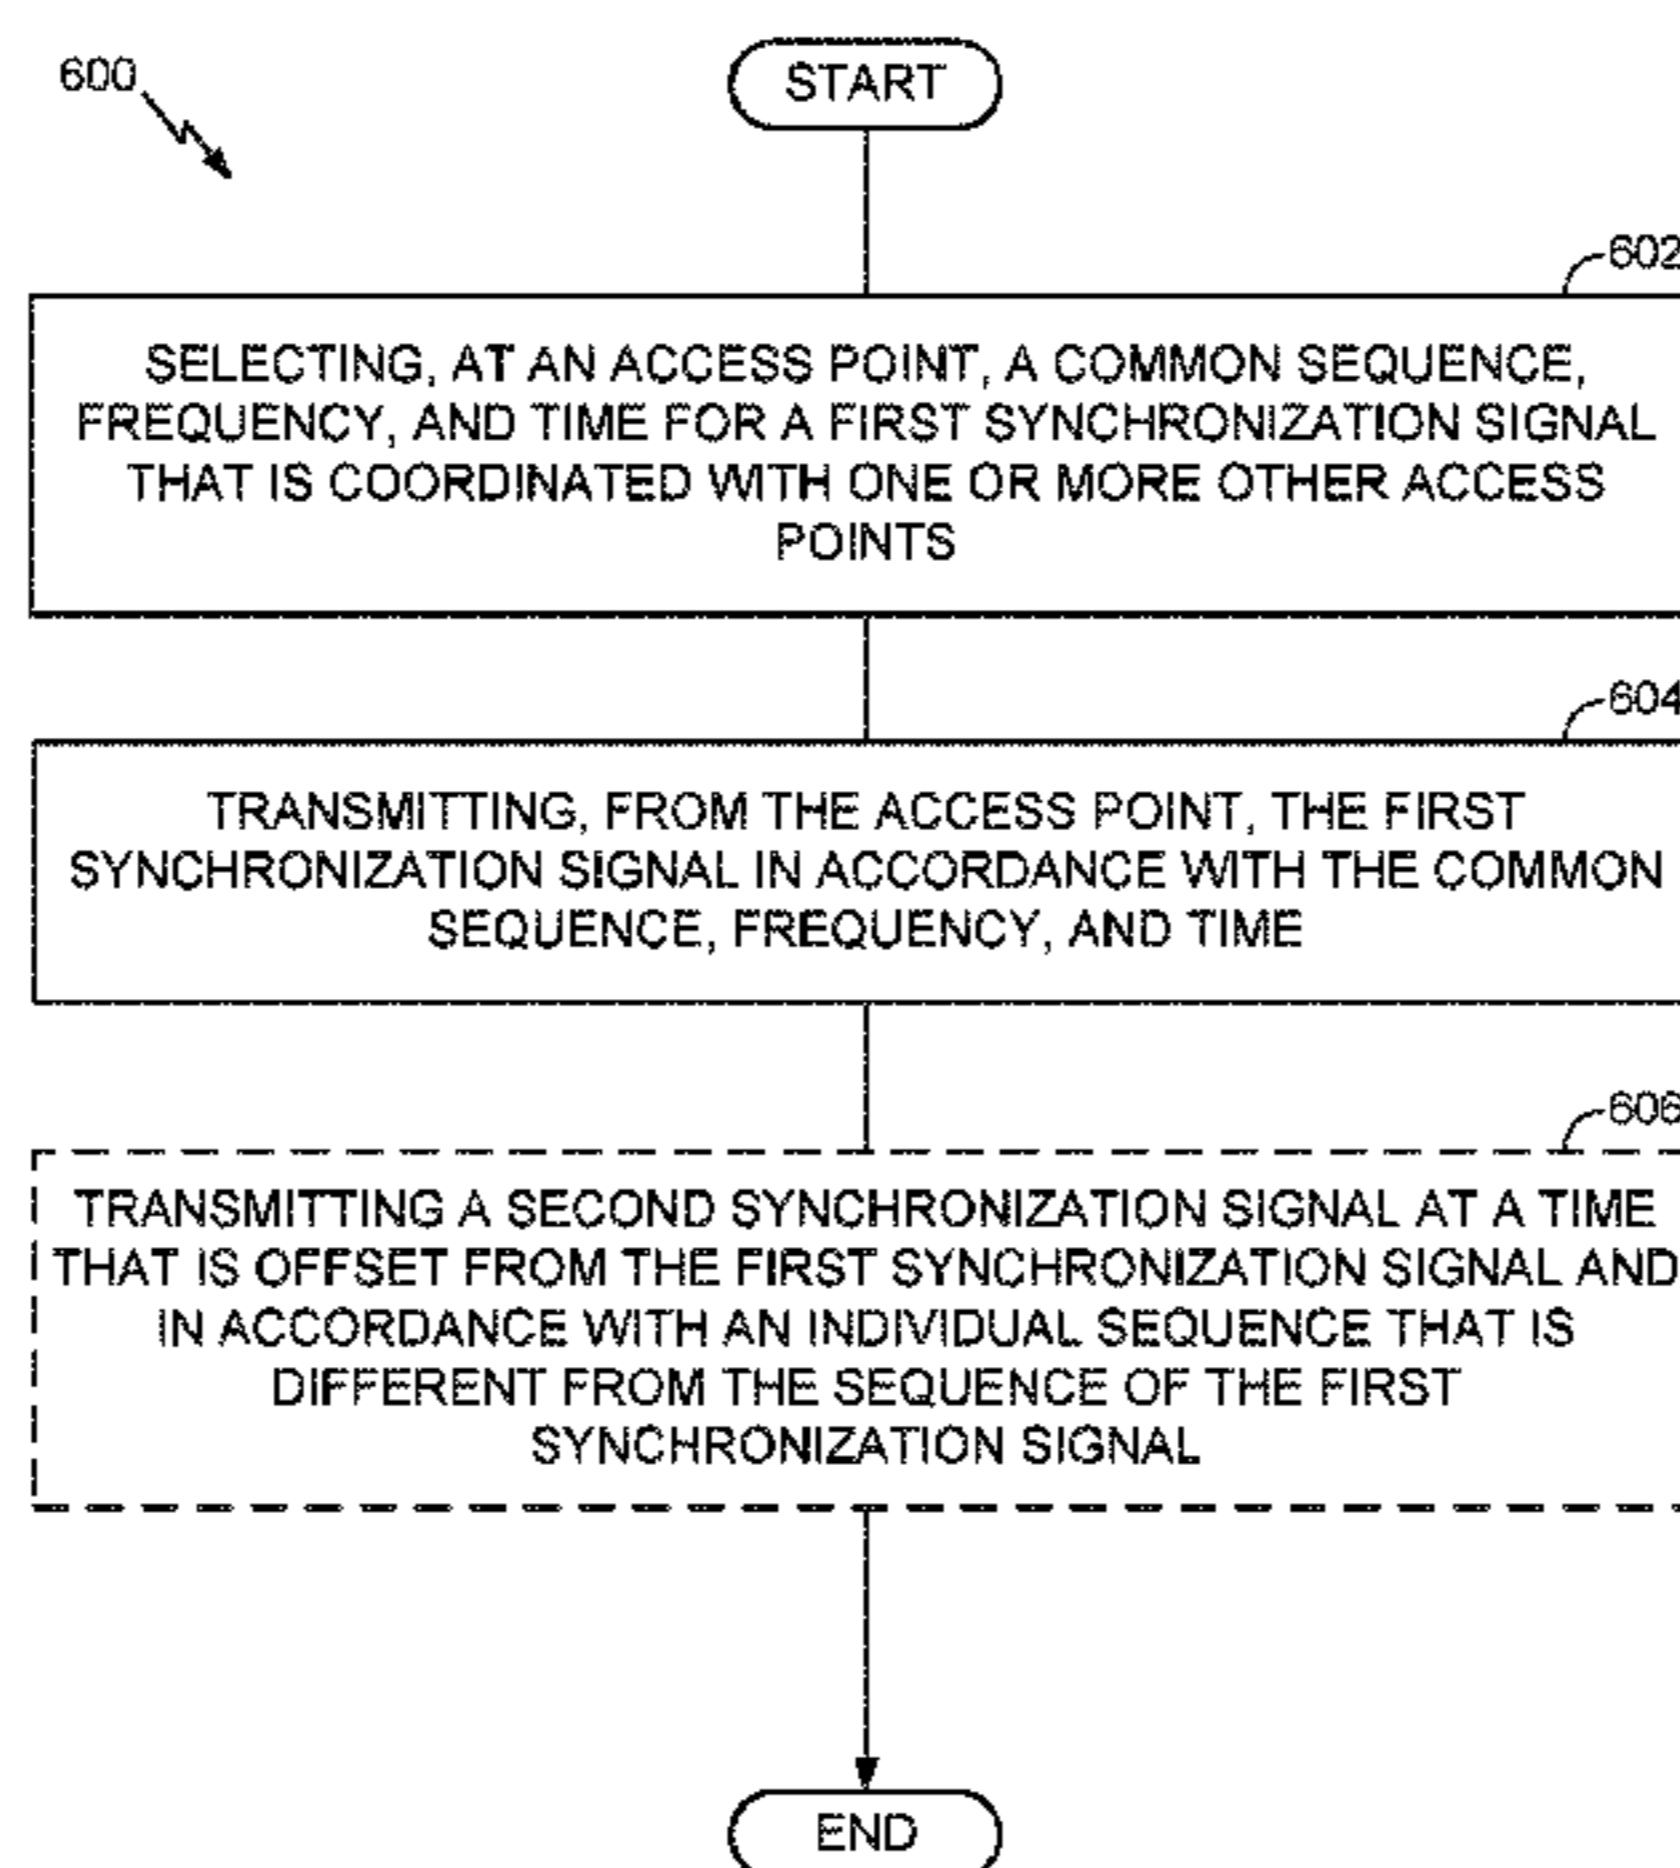 600
START
602
SELECTING, AT AN ACCESS POINT, A COMMON SEQUENCE,
FREQUENCY, AND TIME FOR A FIRST SYNCHRONIZATION SIGNAL
THAT IS COORDINATED WITH ONE OR MORE OTHER ACCESS
POINTS
604
TRANSMITTING, FROM THE ACCESS POINT, THE FIRST
SYNCHRONIZATION SIGNAL IN ACCORDANCE WITH THE COMMON
SEQUENCE, FREQUENCY, AND TIME
606
TRANSMITTING A SECOND SYNCHRONIZATION SIGNAL AT A TIME
THAT IS OFFSET FROM THE FIRST SYNCHRONIZATION SIGNAL AND
IN ACCORDANCE WITH AN INDIVIDUAL SEQUENCE THAT IS
DIFFERENT FROM THE SEQUENCE OF THE FIRST
SYNCHRONIZATION SIGNAL
END